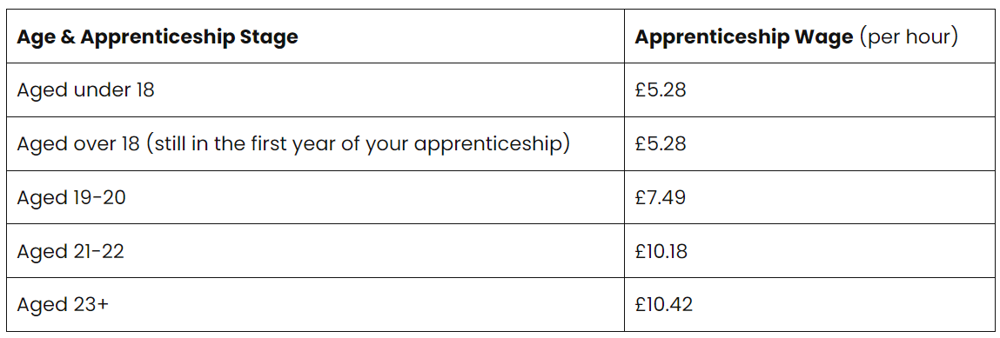 Age & Apprenticeship Stage Apprenticeship Wage (per hour)
Aged under 18 £5.28
Aged over 18 (still in the first year of your apprenticeship) £5.28
Aged 19-20 £7.49
Aged 21-22 £10.18
Aged 23+ £10.42